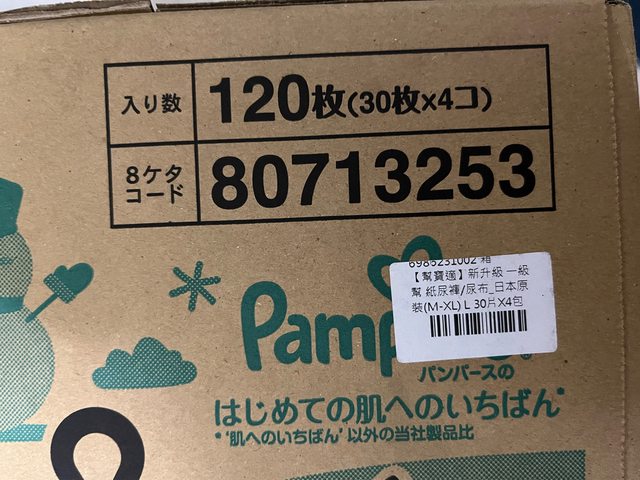 入り数 120枚(30枚×4コ)
8ケタ
コード 80713253
6986231002 箱
【幫寶適】新升級 一級
幫 紙尿褲/尿布_日本原
裝(M-XL) L 30片X4包
Pamp
パンパースの
はじめての肌へのいちばん*
*"肌へのいちばん" 以外の当社製品比